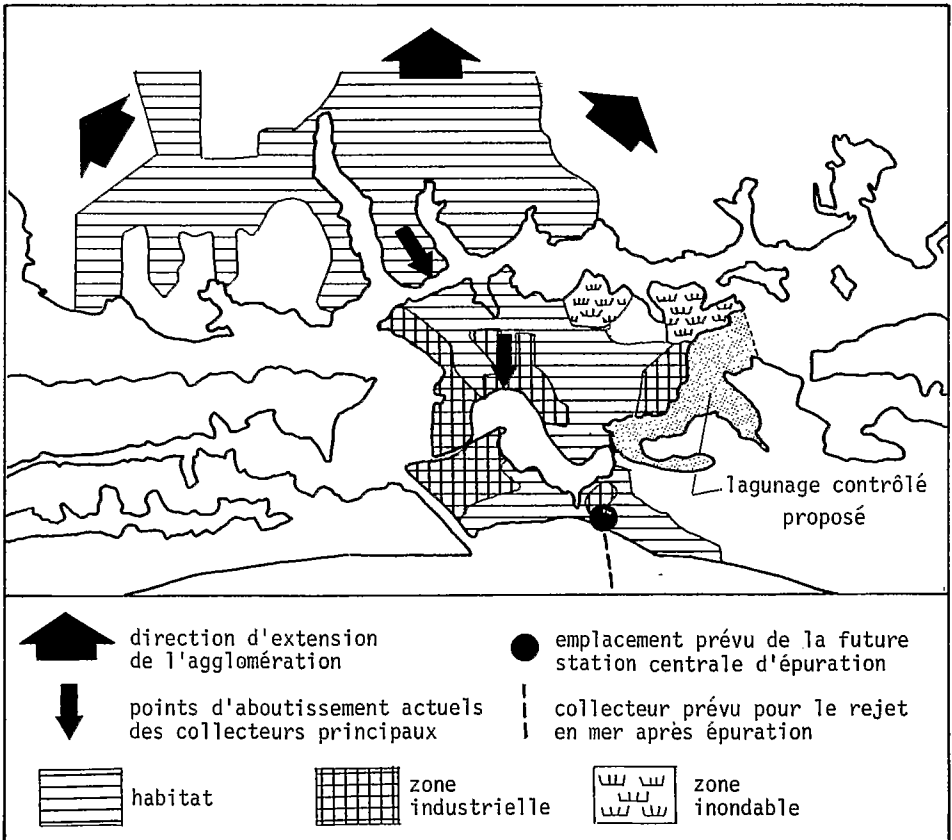 lagunage contrôlé
proposé
direction d'extension
de l'agglomération
emplacement prévu de la future
station centrale d'épuration
points d'aboutissement actuels
des collecteurs principaux
collecteur prévu pour le rejet
en mer après épuration
habitat
zone
industrielle
zone
inondable